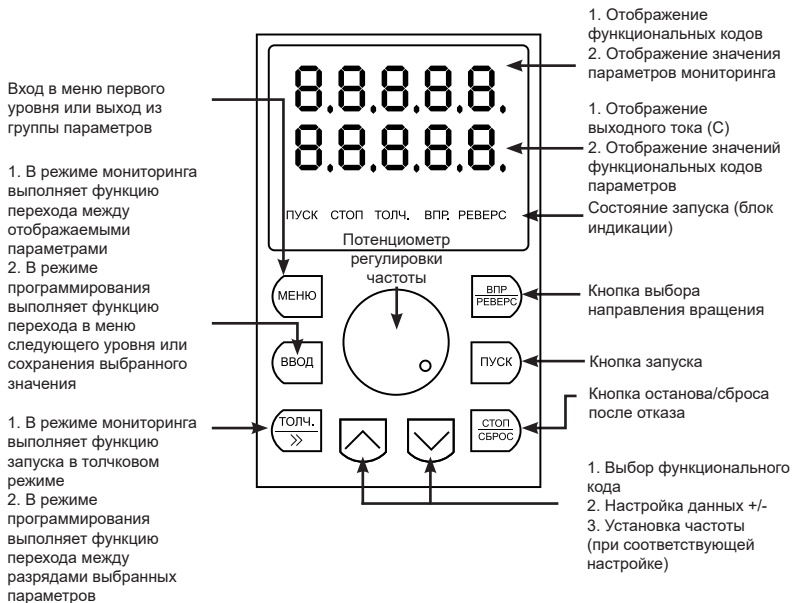 Вход в меню первого
уровня или выход из
группы параметров
1. В режиме мониторинга
выполняет функцию
перехода между
отображаемыми
параметрами
2. В режиме
программирования
выполняет функцию
перехода в меню
следующего уровня или
сохранения выбранного
значения
1. В режиме мониторинга
выполняет функцию
запуска в толчковом
режиме
2. В режиме
программирования
выполняет функцию
перехода между
разрядами выбранных
параметров
8.8.8.8.8.
8.8.8.8.8.
ПУСК СТОП ТОЛЧ. ВПР. РЕВЕРС
Потенциометр
регулировки
частоты
МЕНЮ
ВВОД
ТОЛЧ.
>>
ВПР
РЕВЕРС
ПУСК
СТОП
СБРОС
1. Отображение
функциональных кодов
2. Отображение значения
параметров мониторинга
1. Отображение
выходного тока (С)
2. Отображение значений
функциональных кодов
параметров
Состояние запуска (блок
индикации)
Кнопка выбора
направления вращения
Кнопка запуска
Кнопка останова/сброса
после отказа
1. Выбор функционального
кода
2. Настройка данных +/-
3. Установка частоты
(при соответствующей
настройке)